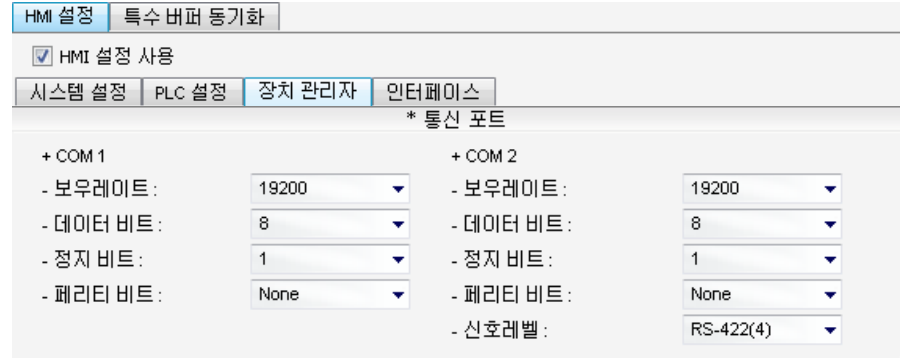 HMI 설정 특수 버퍼 동기화
HMI 설정 사용
시스템 설정 PLC 설정 장치 관리자 인터페이스
* 통신 포트
+ COM 1 + COM 2
- 보우레이트 : 19200 - 보우레이트 : 19200
- 데이터 비트 : 8 - 데이터 비트 : 8
- 정지 비트 : 1 - 정지 비트 : 1
- 페리티 비트 : None - 페리티 비트 : None
- 신호레벨 : RS-422(4)